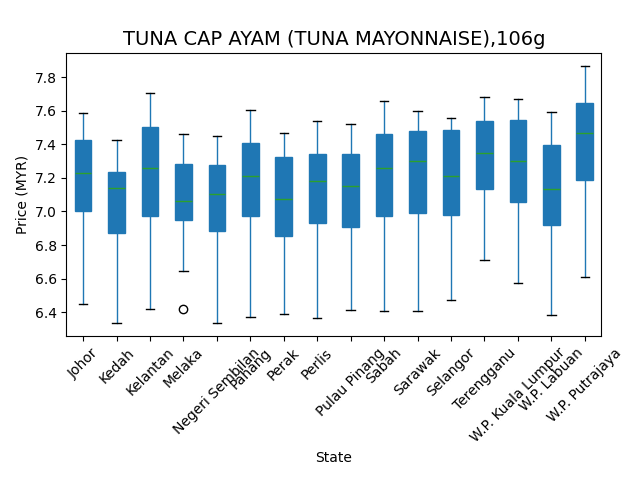 TUNA CAP AYAM (TUNA MAYONNAISE),106g
7.8
7.6
7.4
7.2
7.0
6.8
6.6
6.4
Price (MYR)
Johor
Kedah
Kelantan
Melaka
Negeri Sembilan
Pahang
Perak
Perlis
Pulau Pinang
Sabah
Sarawak
Selangor
Terengganu
W.P. Kuala Lumpur
W.P. Labuan
W.P. Putrajaya
State